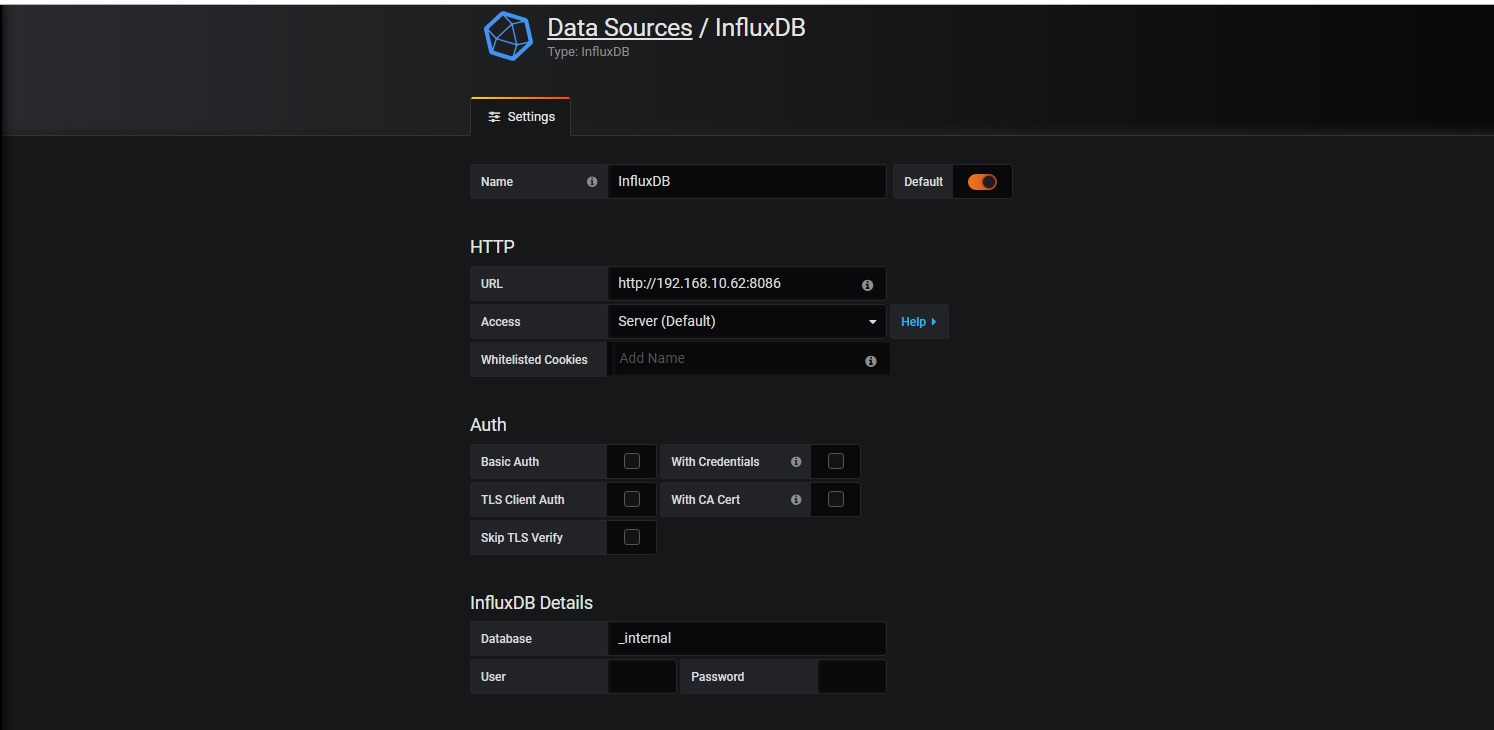 Data Sources / InfluxDB
Type: InfluxDB
Settings
Name InfluxDB Default
HTTP
URL http://192.168.10.62:8086
Access Server (Default) Help
Whitelisted Cookies Add Name
Auth
Basic Auth With Credentials
TLS Client Auth With CA Cert
Skip TLS Verify
InfluxDB Details
Database _internal
User Password